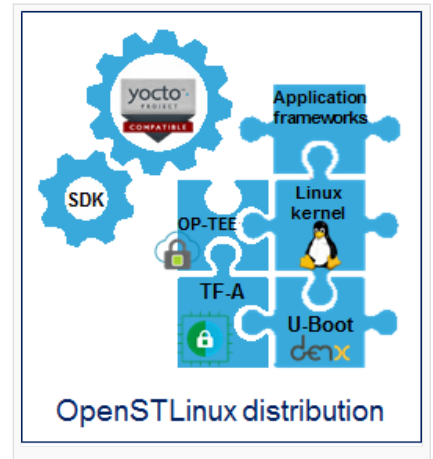 yocto
PROJECT
COMPATIBLE
SDK
Application
frameworks
OP-TEE
Linux
kernel
TF-A
U-Boot
denx
OpenSTLinux distribution